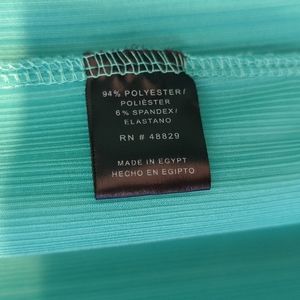 94% POLYESTER/
POLIÉSTER
6% SPANDEX/
ELASTANO
RN # 48829
MADE IN EGYPT
HECHO EN EGIPTO